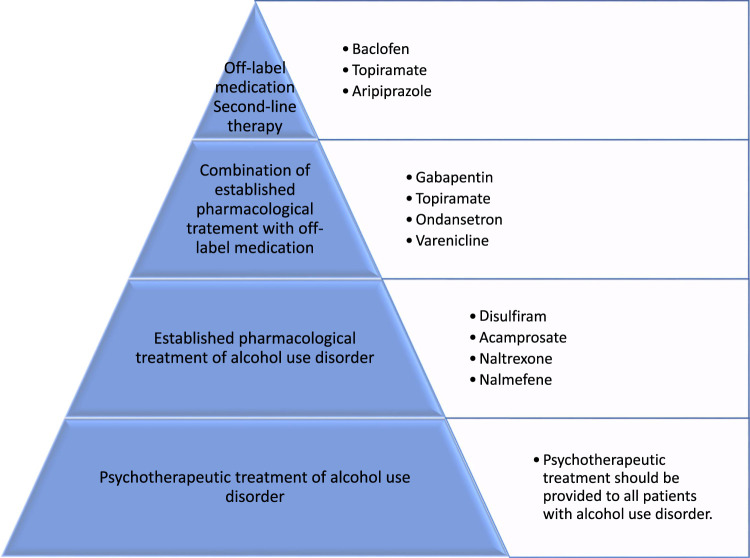 Off-label
medication
Second-line
therapy
• Baclofen
• Topiramate
• Aripiprazole
Combination of
established
pharmacological
tratement with off-
label medication
• Gabapentin
• Topiramate
• Ondansetron
• Varenicline
Established pharmacological
treatment of alcohol use disorder
• Disulfiram
• Acamprosate
• Naltrexone
• Nalmefene
Psychotherapeutic treatment of alcohol use
disorder
• Psychotherapeutic
treatment should be
provided to all patients
with alcohol use disorder.